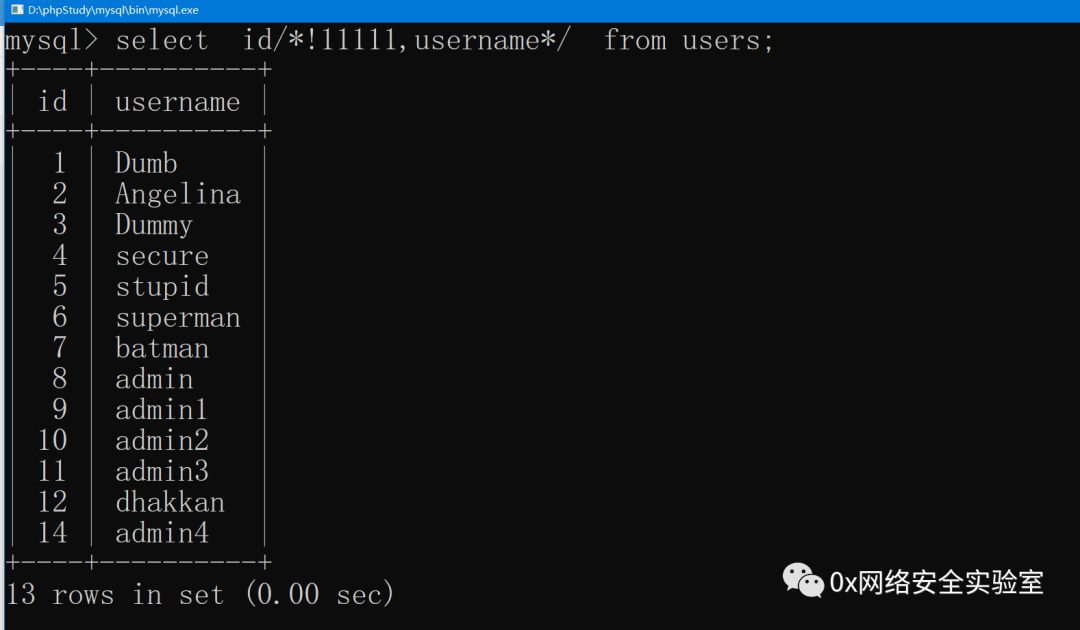 D:\phpStudy\mysql\bin\mysql.exe
mysql> select  id/*!11111,username*/  from users;
+----+----------+
| id | username |
+----+----------+
|  1 | Dumb     |
|  2 | Angelina |
|  3 | Dummy    |
|  4 | secure   |
|  5 | stupid   |
|  6 | superman |
|  7 | batman   |
|  8 | admin    |
|  9 | admin1   |
| 10 | admin2   |
| 11 | admin3   |
| 12 | dhakkan  |
| 14 | admin4   |
+----+----------+
13 rows in set (0.00 sec)
0x网络安全实验室